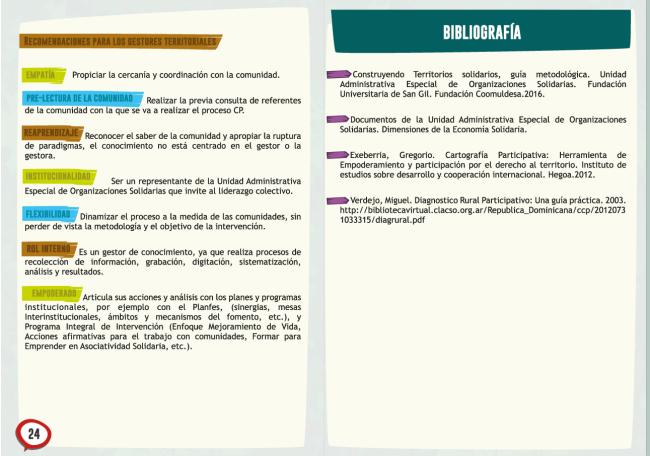 Recomendaciones para los gestores territoriales
EMPATÍA Propiciar la cercanía y coordinación con la comunidad.
PRE-LECTURA DE LA COMUNIDAD Realizar la previa consulta de referentes
de la comunidad con la que se va a realizar el proceso CP.
REAPRENDIZAJE Reconocer el saber de la comunidad y apropiar la ruptura
de paradigmas, el conocimiento no está centrado en el gestor o la
gestora.
INSTITUCIONALIDAD Ser un representante de la Unidad Administrativa
Especial de Organizaciones Solidarias que invite al liderazgo colectivo.
FLEXIBILIDAD Dinamizar el proceso a la medida de las comunidades, sin
perder de vista la metodología y el objetivo de la intervención.
ROL INTERNO Es un gestor de conocimiento, ya que realiza procesos de
recolección de información, grabación, digitación, sistematización,
análisis y resultados.
EMPODERADO Articula sus acciones y análisis con los planes y programas
institucionales, por ejemplo con el Planfes, (sinergias, mesas
interinstitucionales, ámbitos y mecanismos del fomento, etc.), y
Programa Integral de Intervención (Enfoque Mejoramiento de Vida,
Acciones afirmativas para el trabajo con comunidades, Formar para
Emprender en Asociatividad Solidaria, etc.).
24
BIBLIOGRAFÍA
Construyendo Territorios solidarios, guía metodológica. Unidad
Administrativa Especial de Organizaciones Solidarias. Fundación
Universitaria de San Gil. Fundación Coomuldesa.2016.
Documentos de la Unidad Administrativa Especial de Organizaciones
Solidarias. Dimensiones de la Economía Solidaria.
Exeberria, Gregorio. Cartografía Participativa: Herramienta de
Empoderamiento y participación por el derecho al territorio. Instituto de
estudios sobre desarrollo y cooperación internacional. Hegoa.2012.
Verdejo, Miguel. Diagnostico Rural Participativo: Una guía práctica. 2003.
http://bibliotecavirtual.clacso.org.ar/Republica_Dominicana/ccp/2012073
1033315/diagrural.pdf